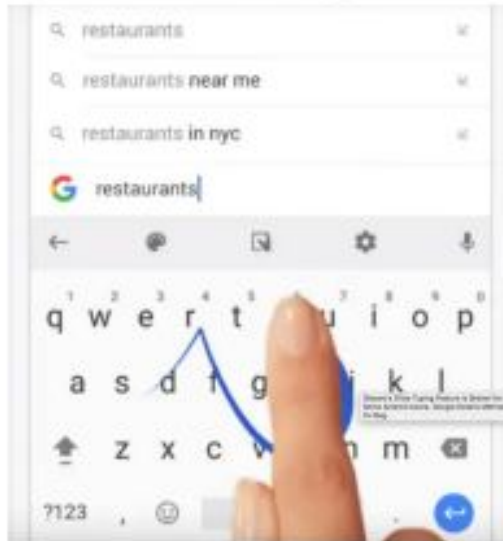 restaurants
restaurants near me
restaurants in nyc
restaurants
1 2 3 4 5 7 8 9 0
q w e r t u i o p
a s d f g j k l
z x c v n m
?123 , .